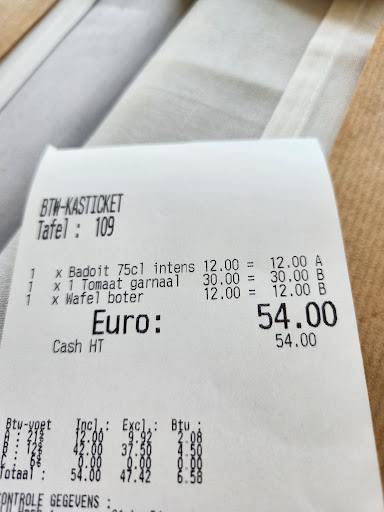 BTW-KASTICKET
Tafel : 109
1 x Badoit 75cl intens 12.00 = 12.00 A
1 x 1 Tomaat garnaal 30.00 = 30.00 B
1 x Wafel boter 12.00 = 12.00 B
Euro: 54.00
Cash HT 54.00
Btw-voet Incl.: Excl.: Btw :
A : 21% 12.00 9.92 2.08
B : 12% 42.00 37.50 4.50
C : 6% 0.00 0.00 0.00
Totaal : 54.00 47.42 6.58
CONTROLE GEGEVENS :